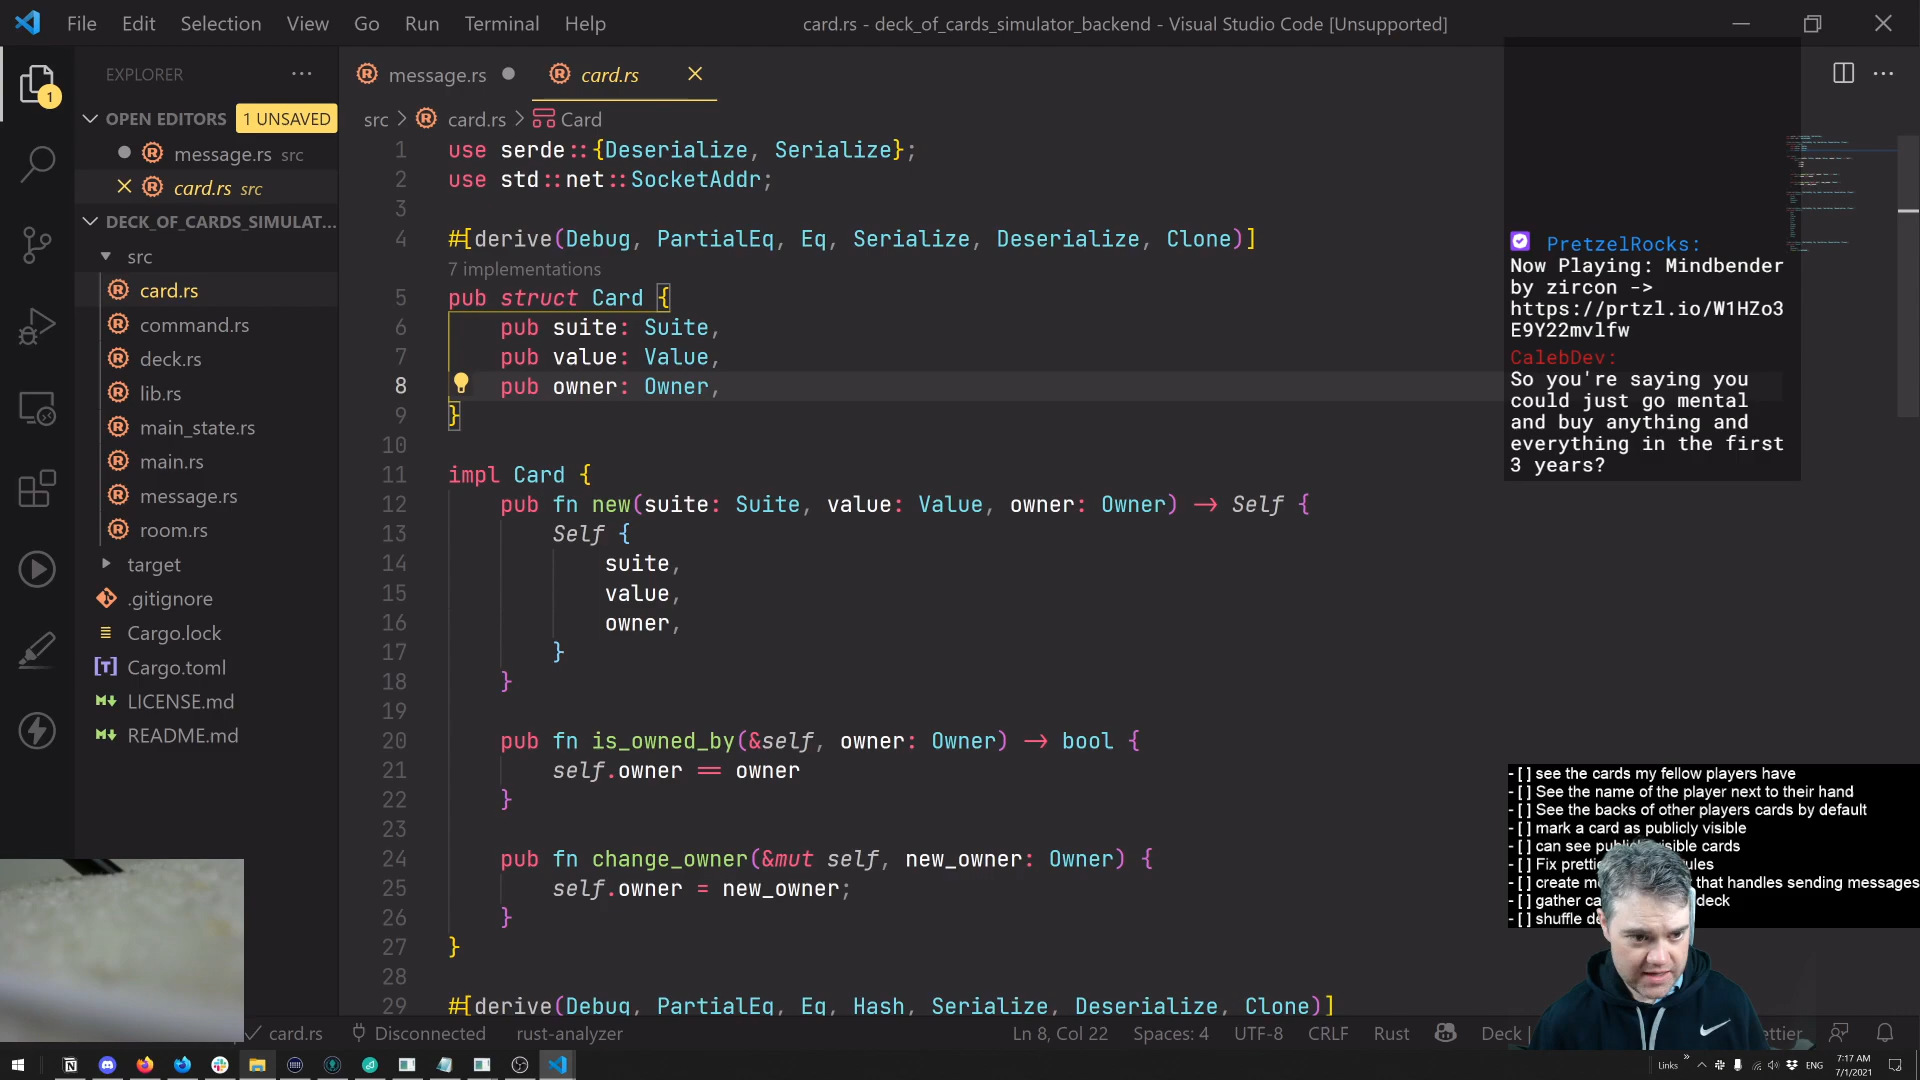 File Edit Selection View Go Run Terminal Help
card.rs - deck_of_cards_simulator_backend - Visual Studio Code [Unsupported]
EXPLORER
OPEN EDITORS 1 UNSAVED
message.rs src
card.rs src
DECK_OF_CARDS_SIMULAT...
src
card.rs
command.rs
deck.rs
lib.rs
main_state.rs
main.rs
message.rs
room.rs
target
.gitignore
Cargo.lock
Cargo.toml
LICENSE.md
README.md
1
message.rs
card.rs
src > card.rs > Card
1 use serde::{Deserialize, Serialize};
2 use std::net::SocketAddr;
3
4 #[derive(Debug, PartialEq, Eq, Serialize, Deserialize, Clone)]
7 implementations
5 pub struct Card {
6 pub suite: Suite,
7 pub value: Value,
8 pub owner: Owner,
9 }
10
11 impl Card {
12 pub fn new(suite: Suite, value: Value, owner: Owner) → Self {
13 Self {
14 suite,
15 value,
16 owner,
17 }
18 }
19
20 pub fn is_owned_by(&self, owner: Owner) → bool {
21 self.owner == owner
22 }
23
24 pub fn change_owner(&mut self, new_owner: Owner) {
25 self.owner = new_owner;
26 }
27 }
28
29 #[derive(Debug, PartialEq, Eq, Hash, Serialize, Deserialize, Clone)]
PretzelRocks:
Now Playing: Mindbender
by zircon ->
https://prtzl.io/W1HZo3
E9Y22mvlfw
CalebDev:
So you're saying you
could just go mental
and buy anything and
everything in the first
3 years?
- [ ] see the cards my fellow players have
- [ ] See the name of the player next to their hand
- [ ] See the backs of other players cards by default
- [ ] mark a card as publicly visible
- [ ] can see visible cards
- [ ] Fix
- [ ] create that handles sending messages
- [ ] gather deck
- [ ] shuffle
card.rs Disconnected rust-analyzer
Ln 8, Col 22 Spaces: 4 UTF-8 CRLF Rust Deck
Links
ENG
7:17 AM
7/1/2021